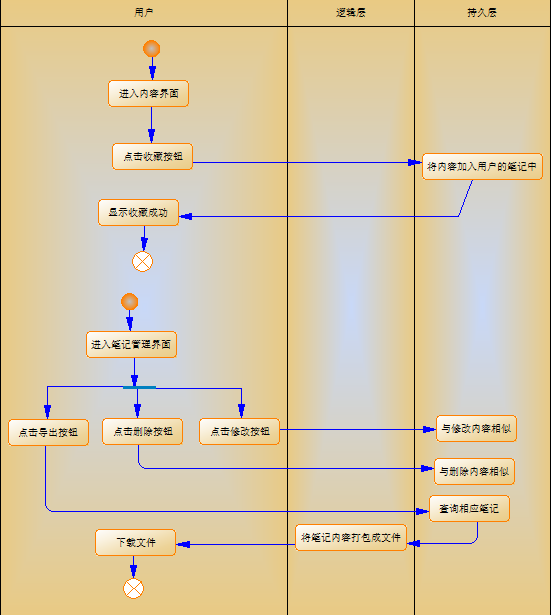 用户
逻辑层
持久层
进入内容界面
点击收藏按钮
将内容加入用户的笔记中
显示收藏成功
进入笔记管理界面
点击导出按钮
点击删除按钮
点击修改按钮
与修改内容相似
与删除内容相似
查询相应笔记
将笔记内容打包成文件
下载文件